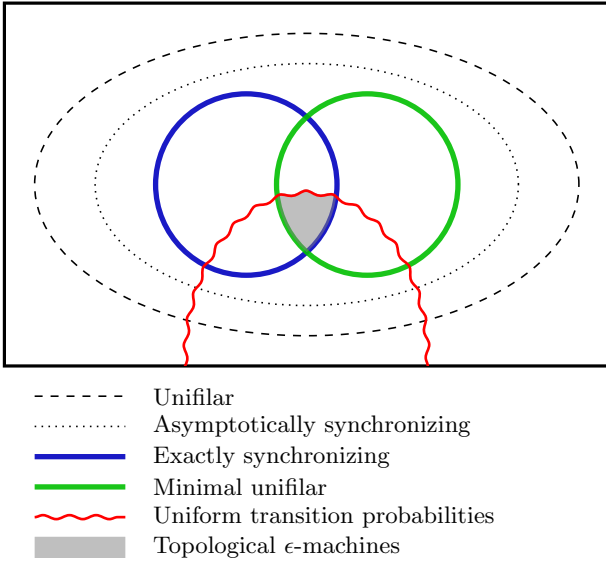 Unifilar
Asymptotically synchronizing
Exactly synchronizing
Minimal unifilar
Uniform transition probabilities
Topological ϵ-machines